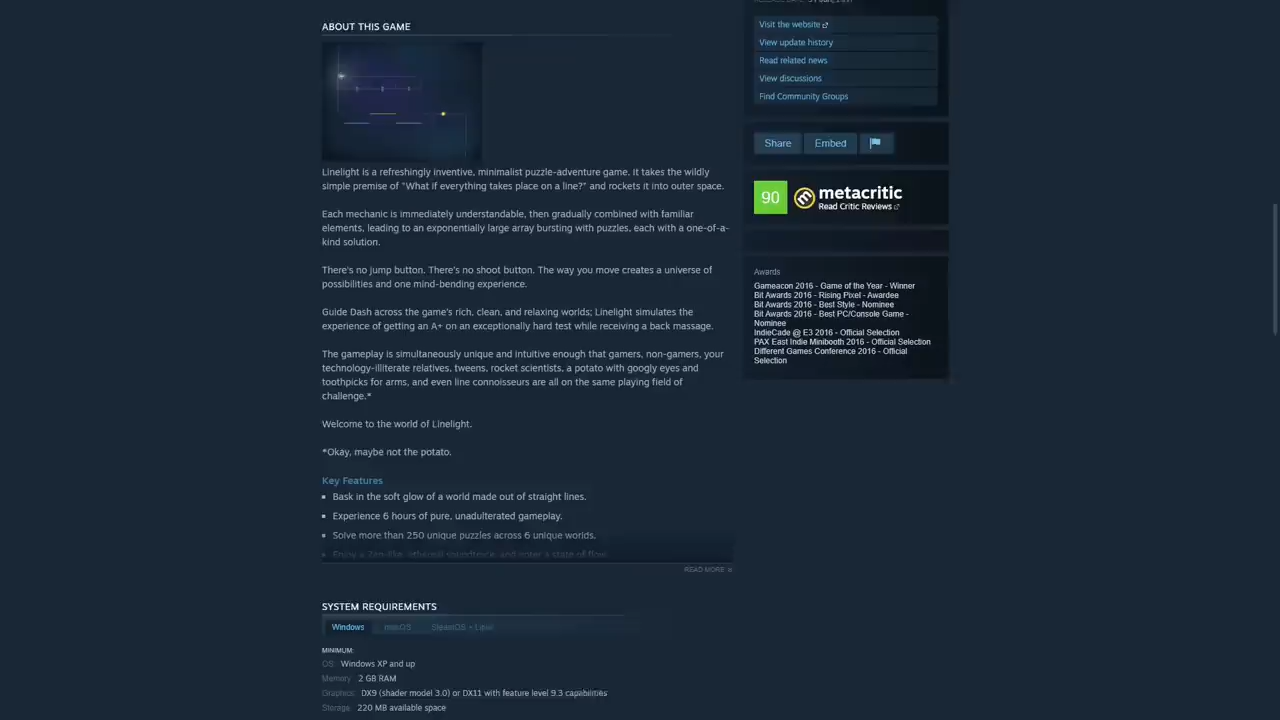 ABOUT THIS GAME
Linelight is a refreshingly inventive, minimalist puzzle-adventure game. It takes the wildly
simple premise of "What if everything takes place on a line?" and rockets it into outer space.
Each mechanic is immediately understandable, then gradually combined with familiar
elements, leading to an exponentially large array bursting with puzzles, each with a one-of-a-
kind solution.
There's no jump button. There's no shoot button. The way you move creates a universe of
possibilities and one mind-bending experience.
Guide Dash across the game's rich, clean, and relaxing worlds; Linelight simulates the
experience of getting an A+ on an exceptionally hard test while receiving a back massage.
The gameplay is simultaneously unique and intuitive enough that gamers, non-gamers, your
technology-illiterate relatives, tweens, rocket scientists, a potato with googly eyes and
toothpicks for arms, and even line connoisseurs are all on the same playing field of
challenge.*
Welcome to the world of Linelight.
*Okay, maybe not the potato.
Key Features
Bask in the soft glow of a world made out of straight lines.
Experience 6 hours of pure, unadulterated gameplay.
Solve more than 250 unique puzzles across 6 unique worlds.
Enjoy a Zen-like, ethereal soundtrack, and enter a state of flow.
READ MORE
SYSTEM REQUIREMENTS
Windows
macOS
SteamOS + Linux
MINIMUM:
OS: Windows XP and up
Memory: 2 GB RAM
Graphics: DX9 (shader model 3.0) or DX11 with feature level 9.3 capabilities
Storage: 220 MB available space
Visit the website
View update history
Read related news
View discussions
Find Community Groups
Share
Embed
90
metacritic
Read Critic Reviews
Awards
Gameacon 2016 - Game of the Year - Winner
Bit Awards 2016 - Rising Pixel - Awardee
Bit Awards 2016 - Best Style - Nominee
Bit Awards 2016 - Best PC/Console Game -
Nominee
IndieCade @ E3 2016 - Official Selection
PAX East Indie Minibooth 2016 - Official Selection
Different Games Conference 2016 - Official
Selection